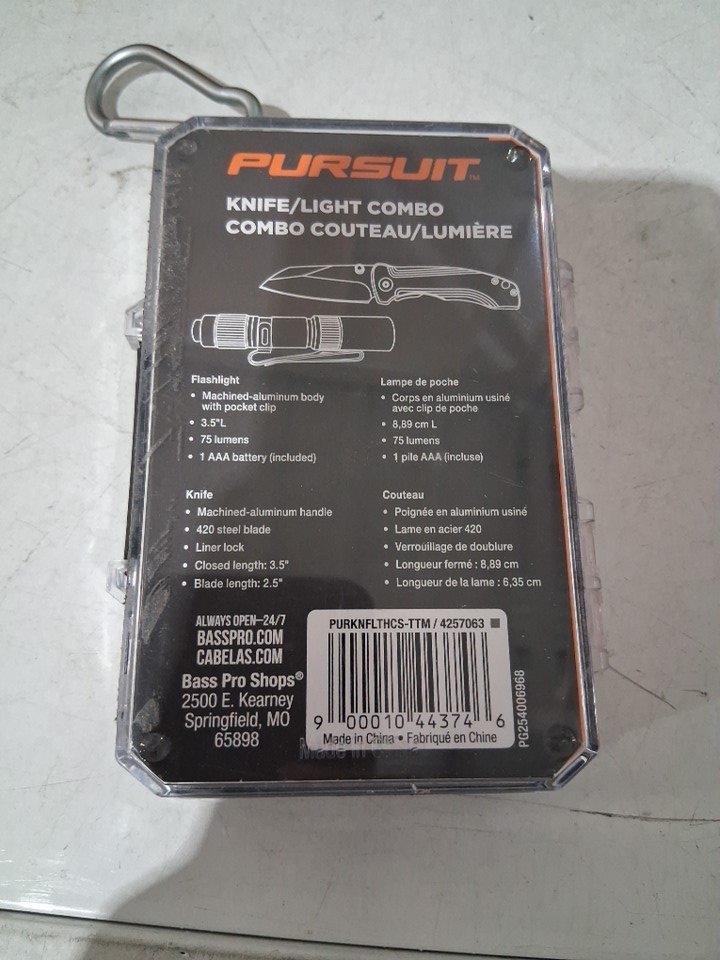 PURSUIT™
KNIFE/LIGHT COMBO
COMBO COUTEAU/LUMIÈRE
Flashlight
• Machined-aluminum body
with pocket clip
• 3.5"L
• 75 lumens
• 1 AAA battery (included)
Lampe de poche
• Corps en aluminium usiné
avec clip de poche
• 8,89 cm L
• 75 lumens
• 1 pile AAA (incluse)
Knife
• Machined-aluminum handle
• 420 steel blade
• Liner lock
• Closed length: 3.5"
• Blade length: 2.5"
Couteau
• Poignée en aluminium usiné
• Lame en acier 420
• Verrouillage de doublure
• Longueur fermé : 8,89 cm
• Longueur de la lame : 6,35 cm
ALWAYS OPEN—24/7
BASSPRO.COM
CABELAS.COM
Bass Pro Shops®
2500 E. Kearney
Springfield, MO
65898
PURKNFLTHCS-TTM / 4257063
9 00010 44374 6
Made in China • Fabriqué en Chine
Made in
PG254006968